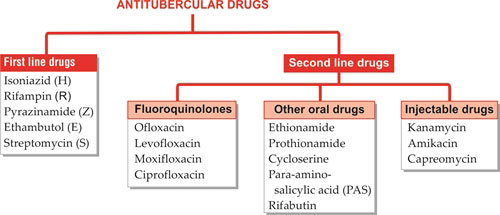 ANTITUBERCULAR DRUGS
First line drugs
Isoniazid (H)
Rifampin (R)
Pyrazinamide (Z)
Ethambutol (E)
Streptomycin (S)
Second line drugs
Fluoroquinolones
Ofloxacin
Levofloxacin
Moxifloxacin
Ciprofloxacin
Other oral drugs
Ethionamide
Prothionamide
Cycloserine
Para-amino-
salicylic acid (PAS)
Rifabutin
Injectable drugs
Kanamycin
Amikacin
Capreomycin